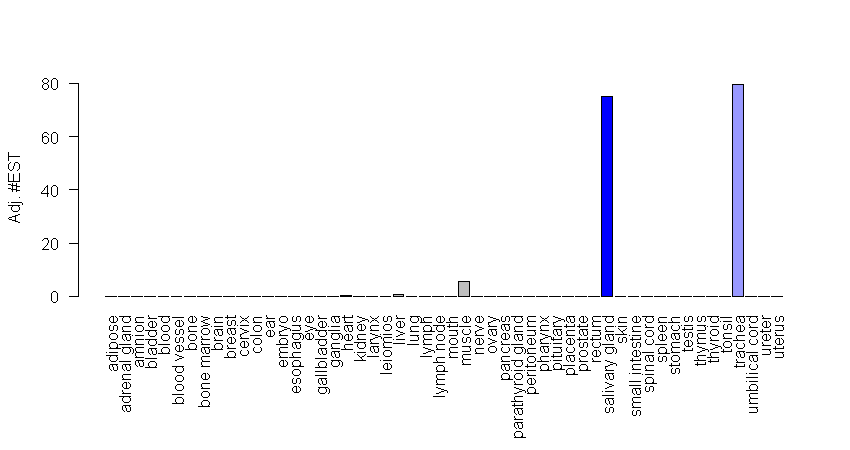 Adj. #EST
80
60
40
20
0
adipose
adrenal gland
amnion
bladder
blood
blood vessel
bone
bone marrow
brain
breast
cervix
colon
ear
embryo
esophagus
eye
gallbladder
ganglia
heart
kidney
larynx
leiomios
liver
lung
lymph
lymph node
mouth
muscle
nerve
ovary
pancreas
parathyroid gland
peritoneum
pharynx
pituitary
placenta
prostate
rectum
salivary gland
skin
small intestine
spinal cord
spleen
stomach
testis
thymus
thyroid
tonsil
trachea
umbilical cord
ureter
uterus